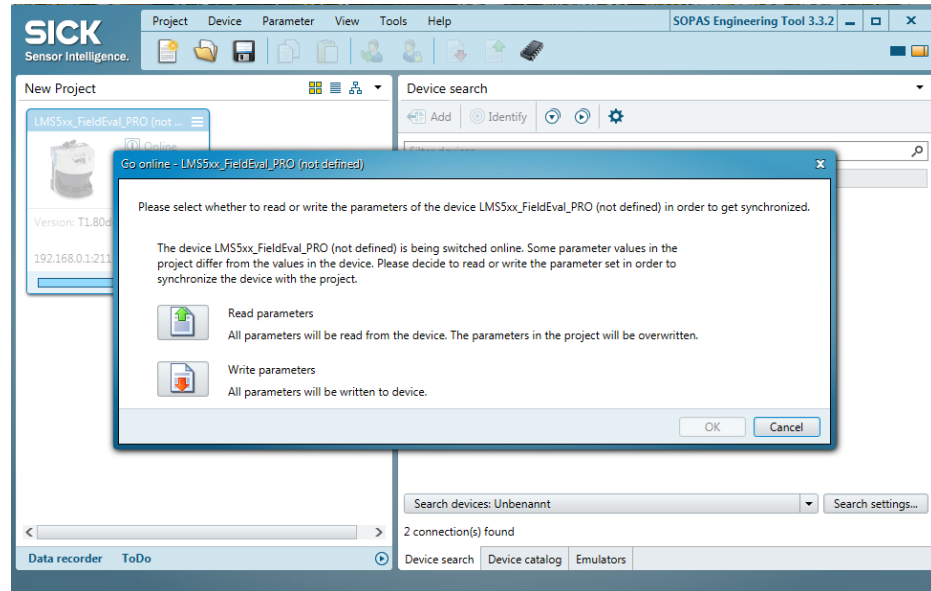 SICK
Sensor Intelligence.
Project Device Parameter View Tools Help
SOPAS Engineering Tool 3.3.2
New Project
Device search
LMS5xx_FieldEval_PRO (not ...
Online
Add Identify
Version: T1.80
192.168.0.1:211
Go online - LMS5xx_FieldEval_PRO (not defined)
Please select whether to read or write the parameters of the device LMS5xx_FieldEval_PRO (not defined) in order to get synchronized.
The device LMS5xx_FieldEval_PRO (not defined) is being switched online. Some parameter values in the
project differ from the values in the device. Please decide to read or write the parameter set in order to
synchronize the device with the project.
Read parameters
All parameters will be read from the device. The parameters in the project will be overwritten.
Write parameters
All parameters will be written to device.
OK Cancel
Search devices: Unbenannt
Search settings...
2 connection(s) found
Data recorder ToDo
Device search Device catalog Emulators